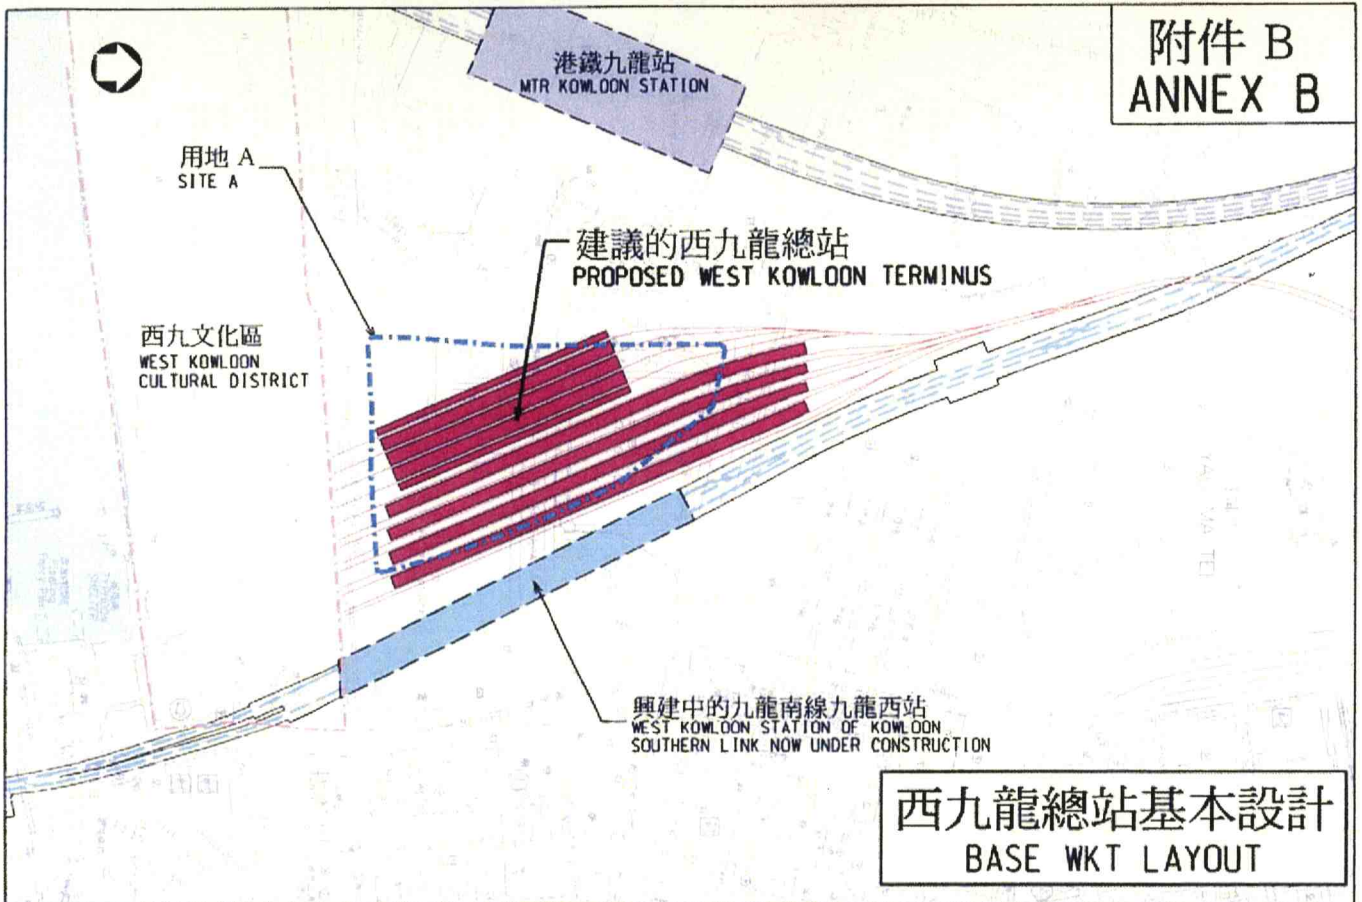 附件 B
ANNEX B
港鐵九龍站
MTR KOWLOON STATION
用地 A
SITE A
建議的西九龍總站
PROPOSED WEST KOWLOON TERMINUS
西九文化區
WEST KOWLOON
CULTURAL DISTRICT
興建中的九龍南線九龍西站
WEST KOWLOON STATION OF KOWLOON
SOUTHERN LINK NOW UNDER CONSTRUCTION
西九龍總站基本設計
BASE WKT LAYOUT